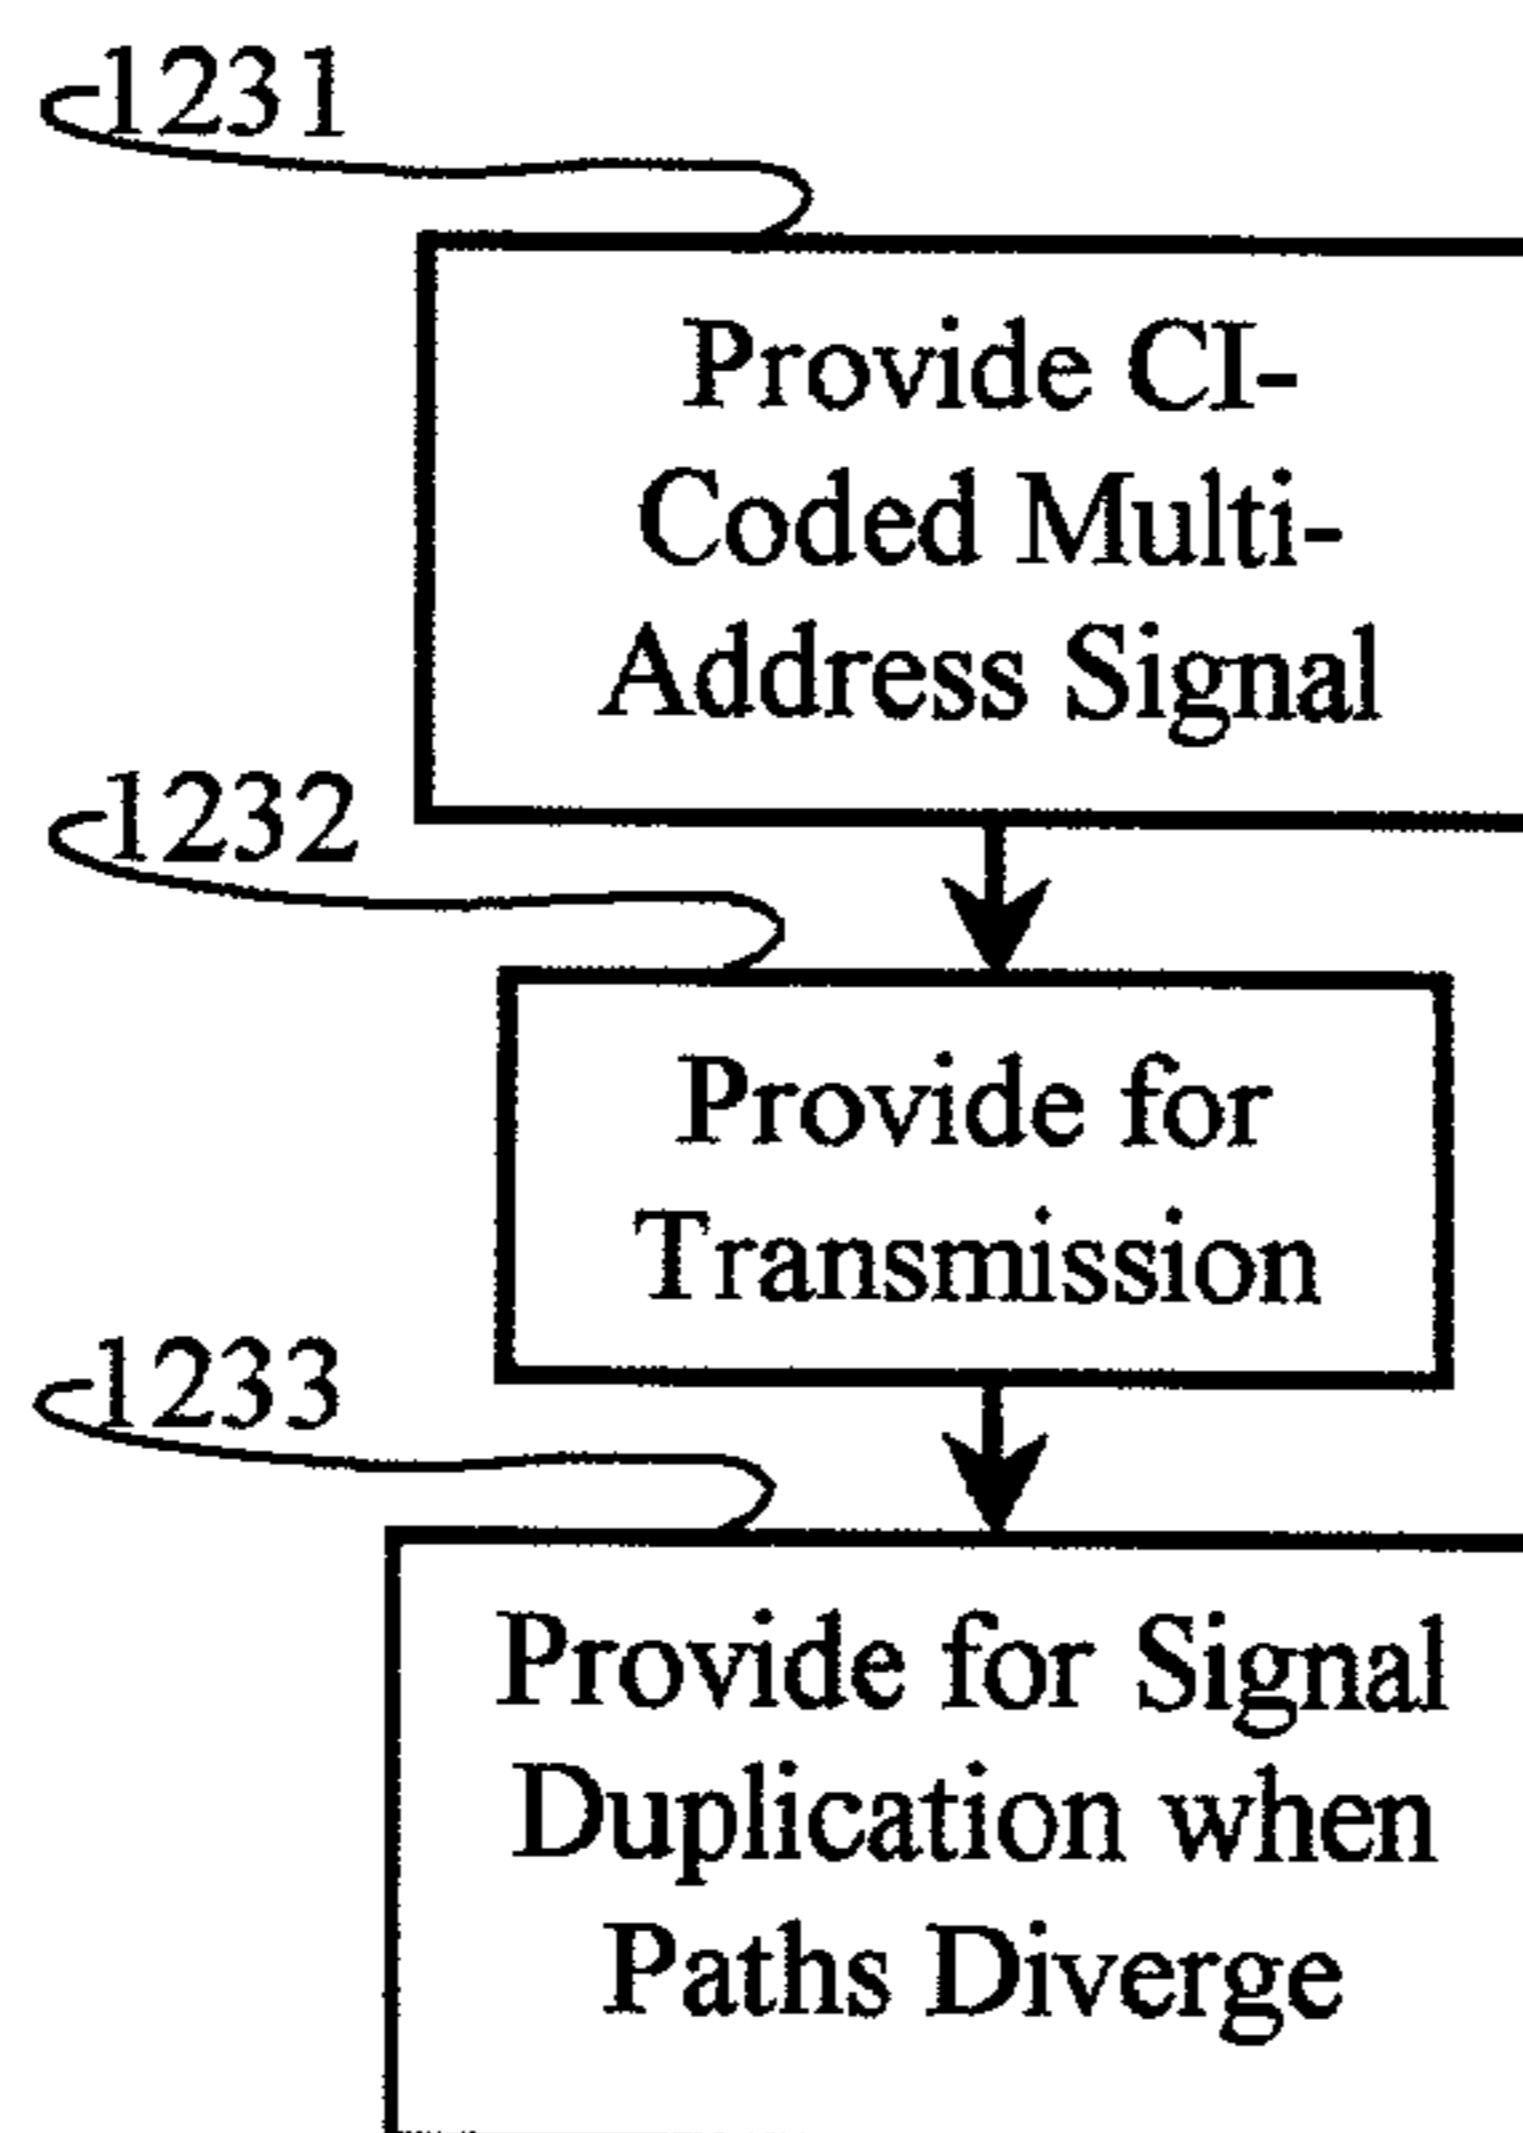 1231
Provide CI-
Coded Multi-
Address Signal
1232
Provide for
Transmission
1233
Provide for Signal
Duplication when
Paths Diverge